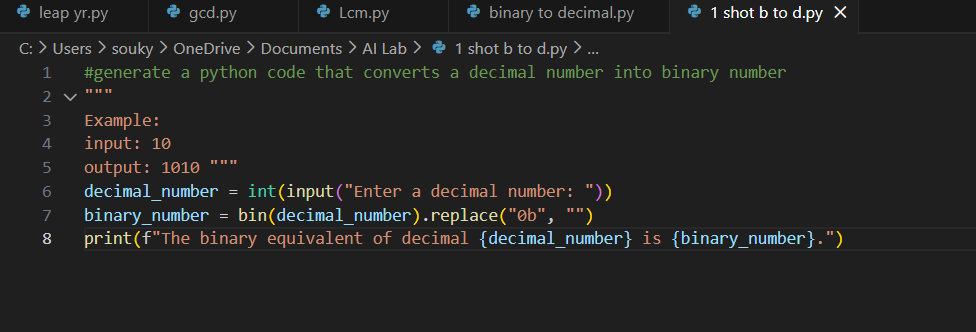 leap yr.py gcd.py Lcm.py binary to decimal.py 1 shot b to d.py
C: > Users > souky > OneDrive > Documents > AI Lab > 1 shot b to d.py > ...
1 #generate a python code that converts a decimal number into binary number
2 """
3 Example:
4 input: 10
5 output: 1010 """
6 decimal_number = int(input("Enter a decimal number: "))
7 binary_number = bin(decimal_number).replace("0b", "")
8 print(f"The binary equivalent of decimal {decimal_number} is {binary_number}.")